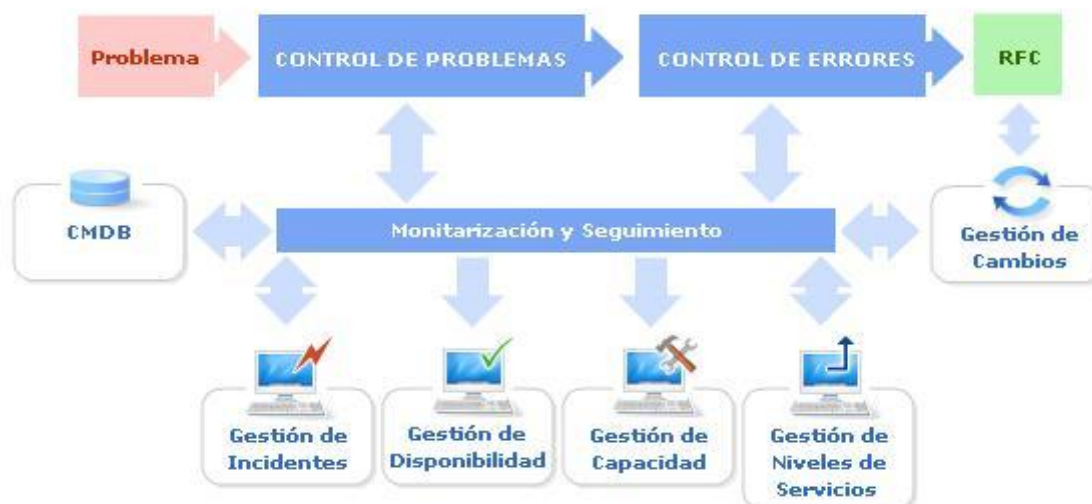 Problema
CONTROL DE PROBLEMAS
CONTROL DE ERRORES
RFC
CMDB
Monitarización y Seguimiento
Gestión de
Cambios
Gestión de
Incidentes
Gestión de
Disponibilidad
Gestión de
Capacidad
Gestión de
Niveles de
Servicios